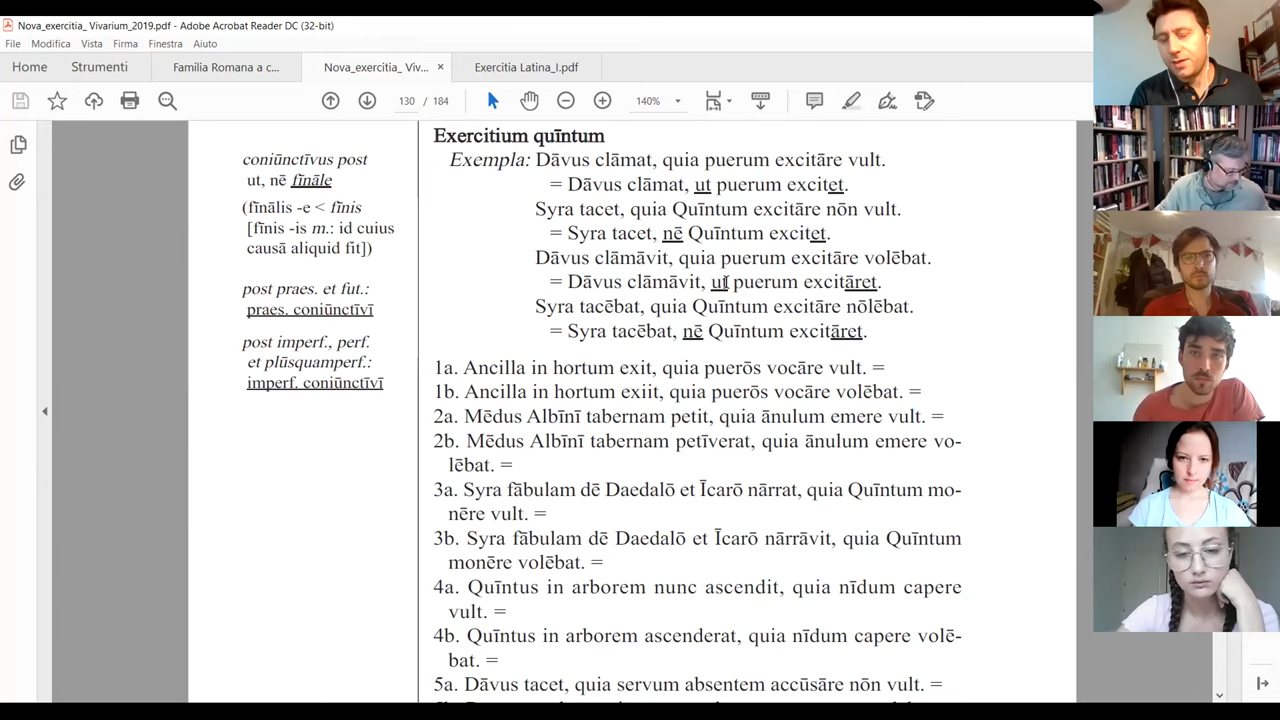 Nova_exercitia_ Vivarium_2019.pdf - Adobe Acrobat Reader DC (32-bit)
File Modifica Vista Firma Finestra Aiuto
Home Strumenti Familia Romana a c... Nova_exercitia_ Viv... × Exercitia Latina_I.pdf
130 / 184 140%
Exercitium quīntum
coniūnctīvus post
ut, nē fīnāle
(fīnālis -e < fīnis
[fīnis -is m.: id cuius
causā aliquid fit])
post praes. et fut.:
praes. coniūnctīvī
post imperf., perf.
et plūsquamperf.:
imperf. coniūnctīvī
Exempla: Dāvus clāmat, quia puerum excitāre vult.
= Dāvus clāmat, ut puerum excitet.
Syra tacet, quia Quīntum excitāre nōn vult.
= Syra tacet, nē Quīntum excitet.
Dāvus clāmāvit, quia puerum excitāre volēbat.
= Dāvus clāmāvit, ut puerum excitāret.
Syra tacēbat, quia Quīntum excitāre nōlēbat.
= Syra tacēbat, nē Quīntum excitāret.
1a. Ancilla in hortum exit, quia puerōs vocāre vult. =
1b. Ancilla in hortum exiit, quia puerōs vocāre volēbat. =
2a. Mēdus Albīnī tabernam petit, quia ānulum emere vult. =
2b. Mēdus Albīnī tabernam petīverat, quia ānulum emere vo-
lēbat. =
3a. Syra fābulam dē Daedalō et Īcarō nārrat, quia Quīntum mo-
nēre vult. =
3b. Syra fābulam dē Daedalō et Īcarō nārrāvit, quia Quīntum
monēre volēbat. =
4a. Quīntus in arborem nunc ascendit, quia nīdum capere
vult. =
4b. Quīntus in arborem ascenderat, quia nīdum capere volē-
bat. =
5a. Dāvus tacet, quia servum absentem accūsāre nōn vult. =